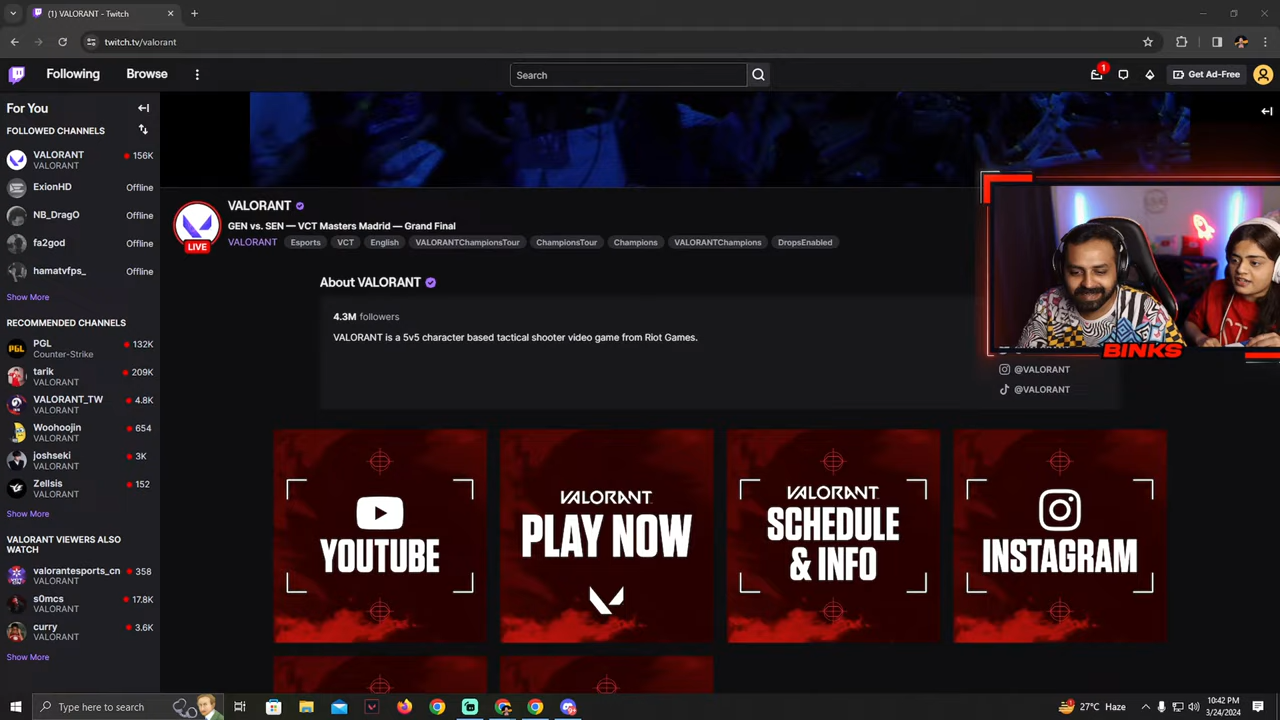 (1) VALORANT - Twitch
twitch.tv/valorant
Following
Browse
Search
1
Get Ad-Free
For You
FOLLOWED CHANNELS
VALORANT
156K
VALORANT
ExionHD
Offline
NB_DragO
Offline
fa2god
Offline
hamatvfps_
Offline
Show More
RECOMMENDED CHANNELS
PGL
132K
Counter-Strike
tarik
209K
VALORANT
VALORANT_TW
4.8K
VALORANT
Woohoojin
654
VALORANT
joshseki
3K
VALORANT
Zellsis
152
VALORANT
Show More
VALORANT VIEWERS ALSO
WATCH
valorantesports_cn
358
VALORANT
s0mcs
17.8K
VALORANT
curry
3.6K
VALORANT
Show More
VALORANT
GEN vs. SEN — VCT Masters Madrid — Grand Final
LIVE
VALORANT Esports VCT English VALORANTChampionsTour ChampionsTour Champions VALORANTChampions DropsEnabled
About VALORANT
4.3M followers
VALORANT is a 5v5 character based tactical shooter video game from Riot Games.
BINKS
@VALORANT
@VALORANT
YOUTUBE
VALORANT
PLAY NOW
VALORANT
SCHEDULE
& INFO
INSTAGRAM
Type here to search
27°C Haze
10:42 PM
3/24/2024